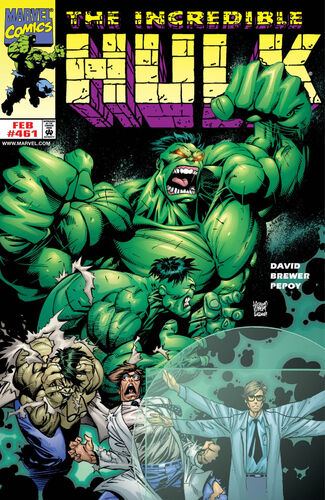 MARVEL
COMICS
THE INCREDIBLE
HULK
FEB
#461
WWW.MARVEL.COM
DAVID
BREWER
PEPOY